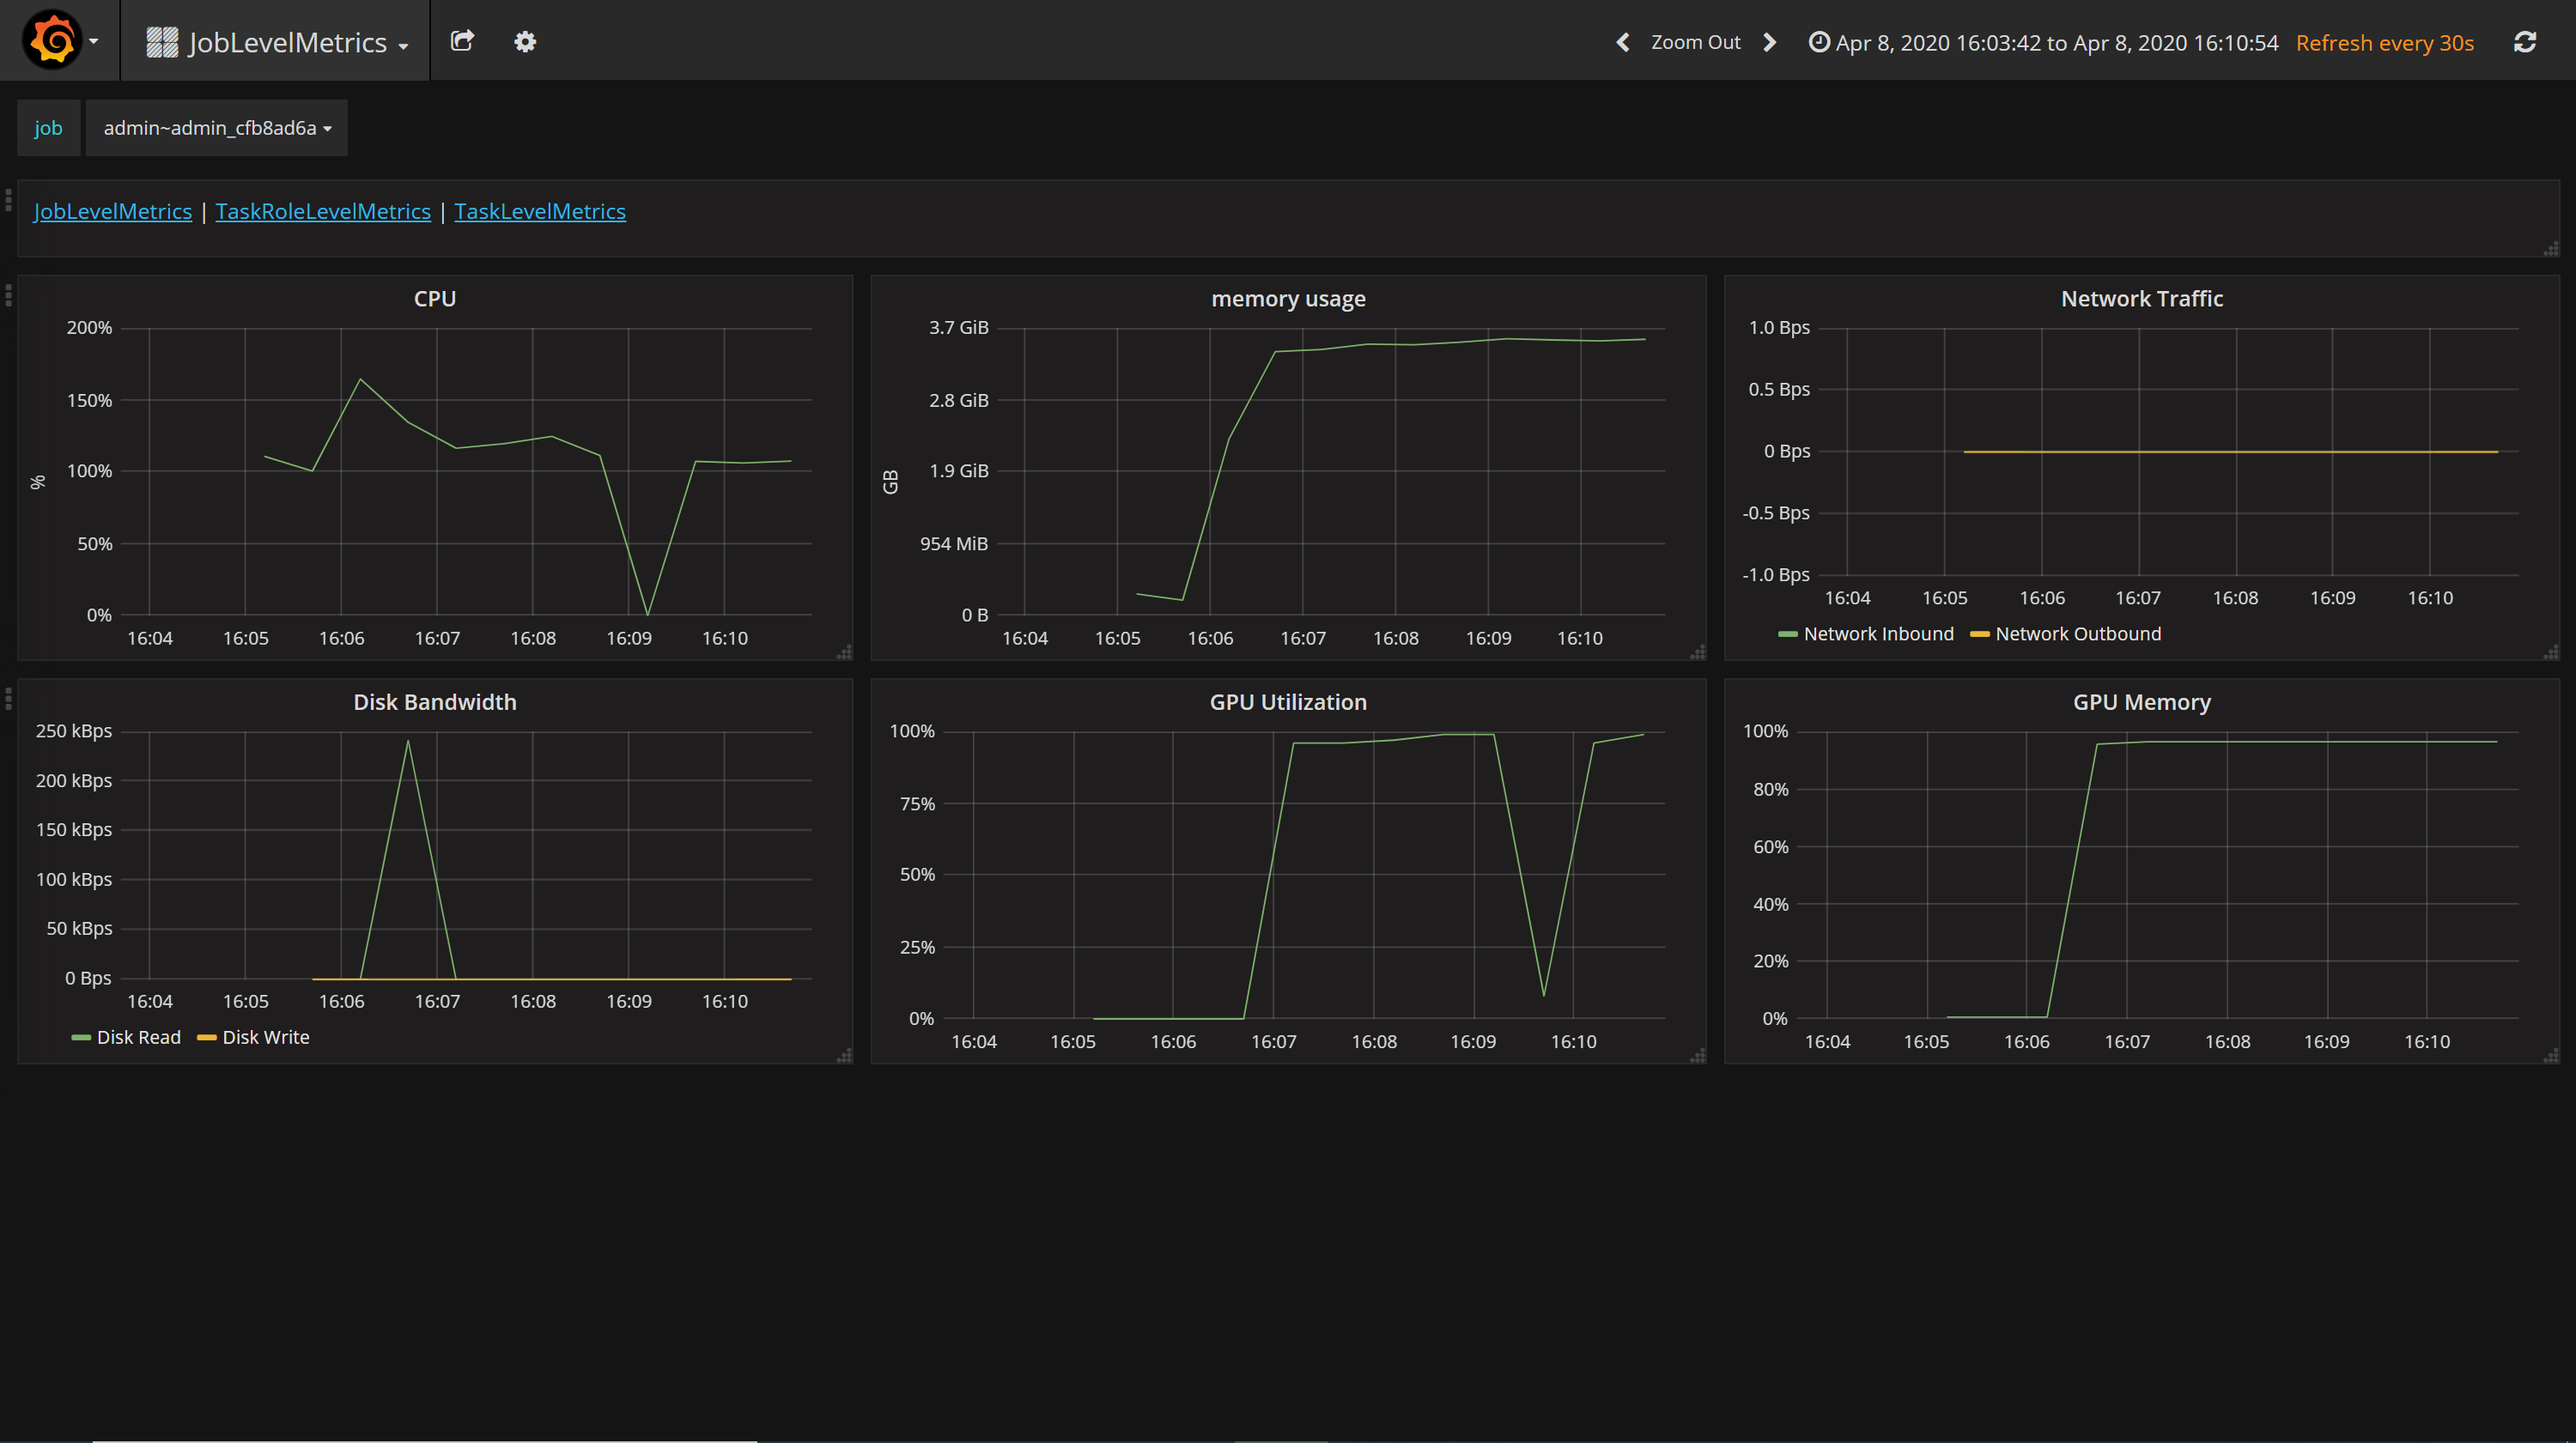 JobLevelMetrics Zoom Out Apr 8, 2020 16:03:42 to Apr 8, 2020 16:10:54 Refresh every 30s
job admin~admin_cfb8ad6a
JobLevelMetrics | TaskRoleLevelMetrics | TaskLevelMetrics
CPU
200%
150%
100%
50%
0%
%
16:04 16:05 16:06 16:07 16:08 16:09 16:10
memory usage
3.7 GiB
2.8 GiB
1.9 GiB
954 MiB
0 B
GB
16:04 16:05 16:06 16:07 16:08 16:09 16:10
Network Traffic
1.0 Bps
0.5 Bps
0 Bps
-0.5 Bps
-1.0 Bps
16:04 16:05 16:06 16:07 16:08 16:09 16:10
Network Inbound Network Outbound
Disk Bandwidth
250 kBps
200 kBps
150 kBps
100 kBps
50 kBps
0 Bps
16:04 16:05 16:06 16:07 16:08 16:09 16:10
Disk Read Disk Write
GPU Utilization
100%
75%
50%
25%
0%
16:04 16:05 16:06 16:07 16:08 16:09 16:10
GPU Memory
100%
80%
60%
40%
20%
0%
16:04 16:05 16:06 16:07 16:08 16:09 16:10